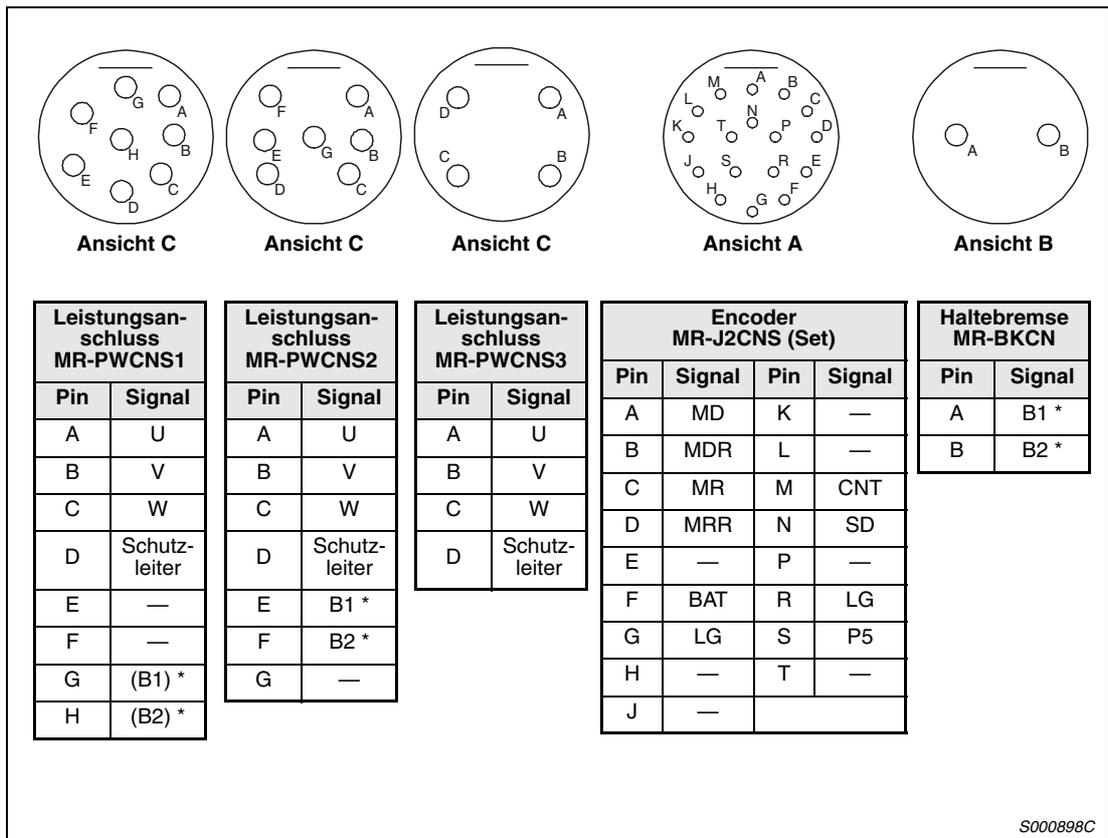 G
A
F
H
B
E
C
D
Ansicht C
F
A
E
G
B
D
C
Ansicht C
D
A
C
B
Ansicht C
M
A
B
L
C
N
K
T
P
D
J
S
R
E
H
G
F
Ansicht A
A
B
Ansicht B
Leistungsan-
schluss
MR-PWCNS1
Pin Signal
A U
B V
C W
D Schutz-
leiter
E —
F —
G (B1) *
H (B2) *
Leistungsan-
schluss
MR-PWCNS2
Pin Signal
A U
B V
C W
D Schutz-
leiter
E B1 *
F B2 *
G —
Leistungsan-
schluss
MR-PWCNS3
Pin Signal
A U
B V
C W
D Schutz-
leiter
Encoder
MR-J2CNS (Set)
Pin Signal Pin Signal
A MD K —
B MDR L —
C MR M CNT
D MRR N SD
E — P —
F BAT R LG
G LG S P5
H — T —
J —
Haltebremse
MR-BKCN
Pin Signal
A B1 *
B B2 *
S000898C